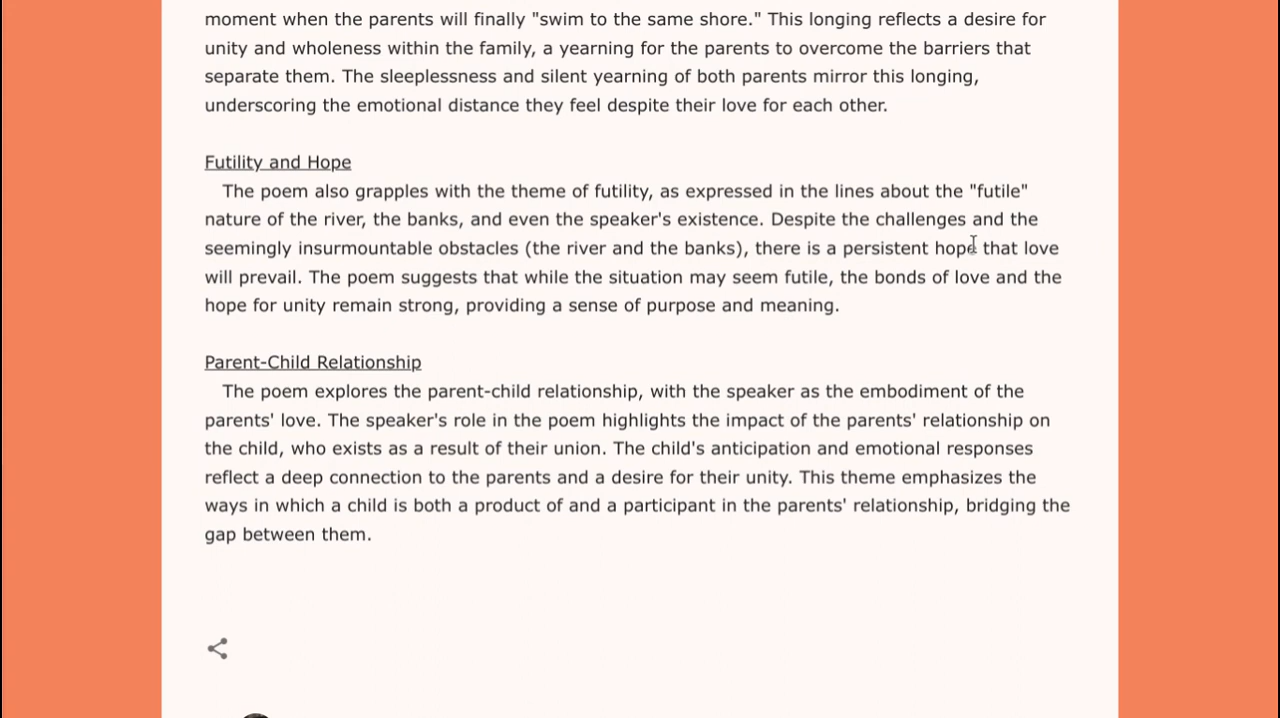 moment when the parents will finally "swim to the same shore." This longing reflects a desire for
unity and wholeness within the family, a yearning for the parents to overcome the barriers that
separate them. The sleeplessness and silent yearning of both parents mirror this longing,
underscoring the emotional distance they feel despite their love for each other.
Futility and Hope
The poem also grapples with the theme of futility, as expressed in the lines about the "futile"
nature of the river, the banks, and even the speaker's existence. Despite the challenges and the
seemingly insurmountable obstacles (the river and the banks), there is a persistent hope that love
will prevail. The poem suggests that while the situation may seem futile, the bonds of love and the
hope for unity remain strong, providing a sense of purpose and meaning.
Parent-Child Relationship
The poem explores the parent-child relationship, with the speaker as the embodiment of the
parents' love. The speaker's role in the poem highlights the impact of the parents' relationship on
the child, who exists as a result of their union. The child's anticipation and emotional responses
reflect a deep connection to the parents and a desire for their unity. This theme emphasizes the
ways in which a child is both a product of and a participant in the parents' relationship, bridging the
gap between them.